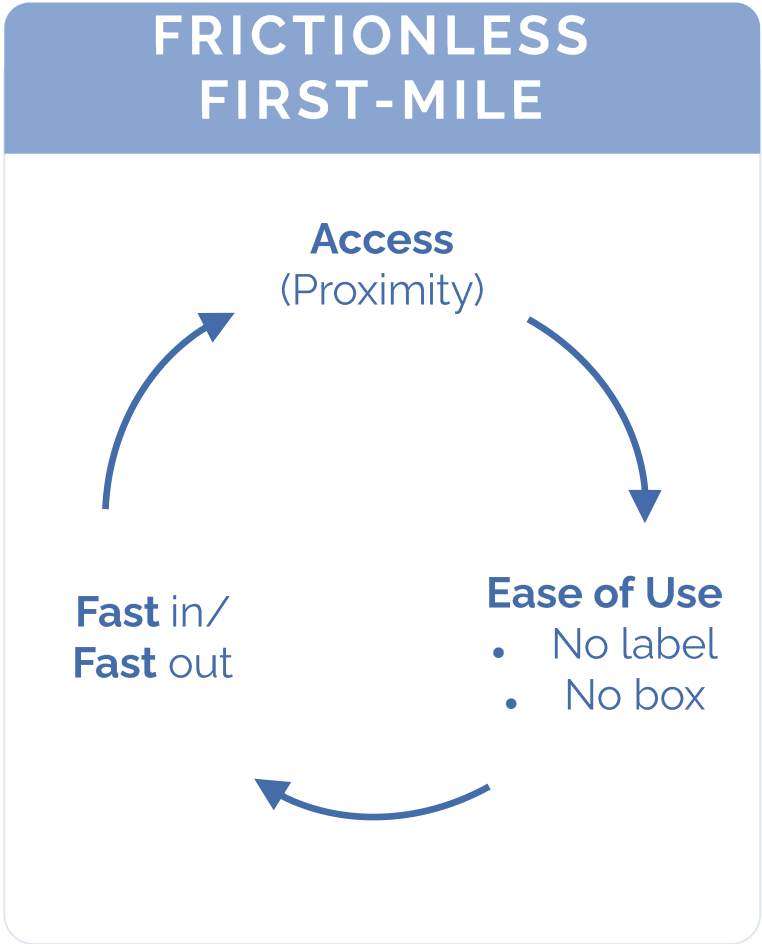 FRICTIONLESS
FIRST-MILE
Access
(Proximity)
Ease of Use
• No label
• No box
Fast in/
Fast out